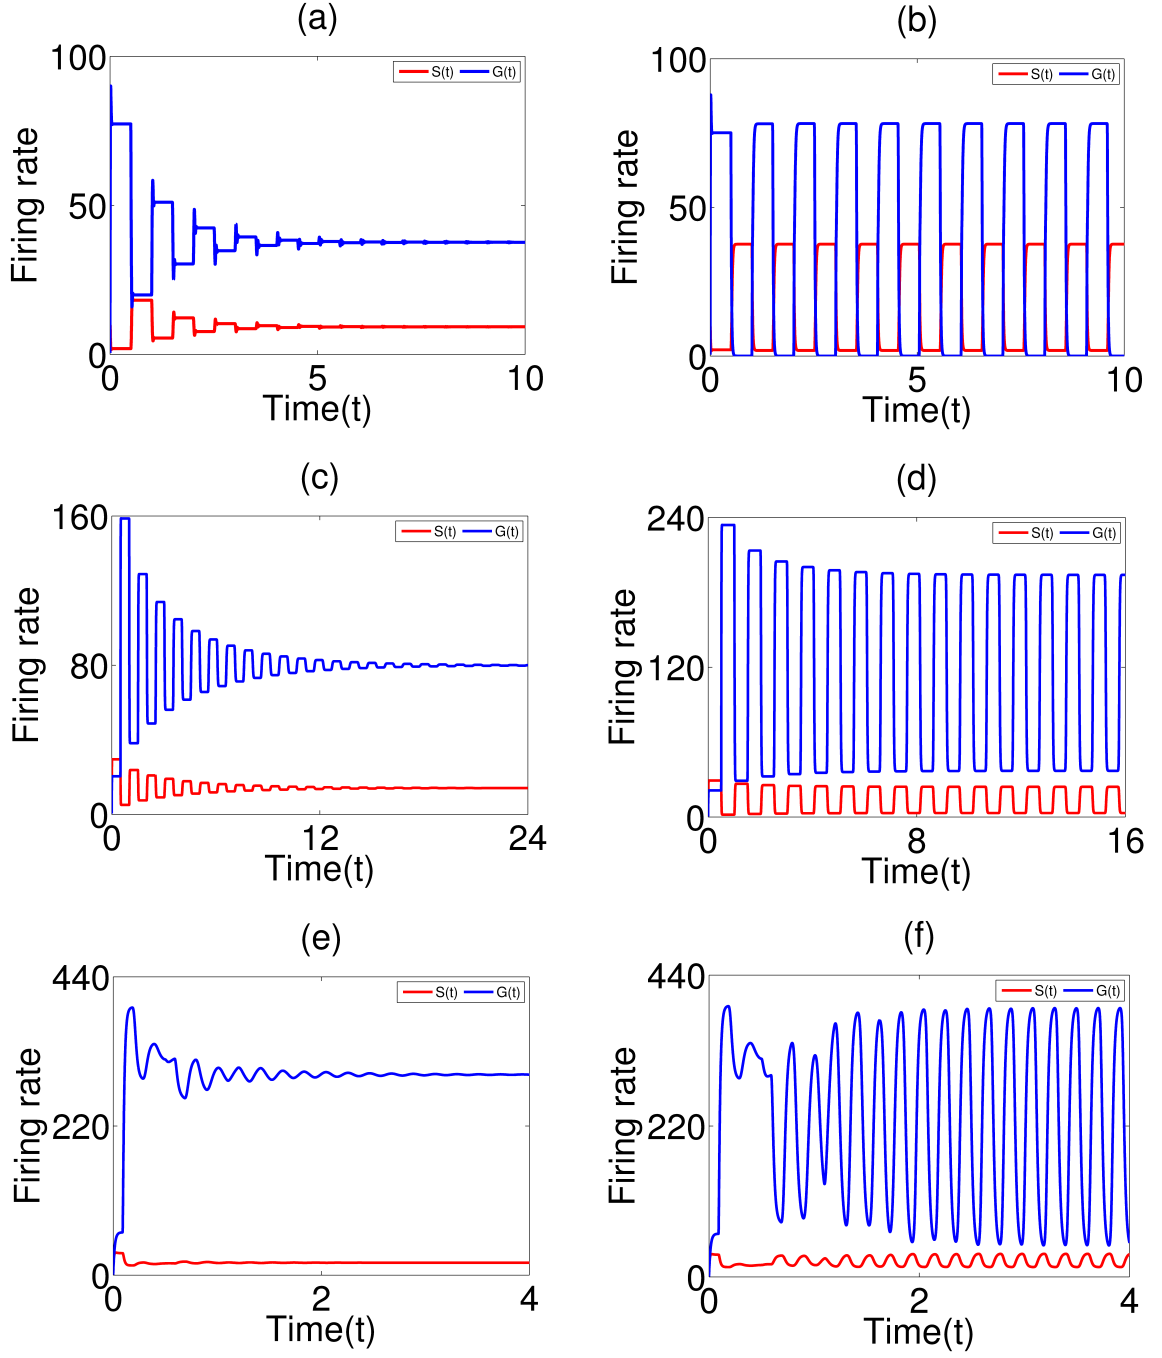 (a)
100
50
0
Firing rate
S(t) G(t)
0 5 10
Time(t)
(b)
100
50
0
Firing rate
S(t) G(t)
0 5 10
Time(t)
(c)
160
80
0
Firing rate
S(t) G(t)
0 12 24
Time(t)
(d)
240
120
0
Firing rate
S(t) G(t)
0 8 16
Time(t)
(e)
440
220
0
Firing rate
S(t) G(t)
0 2 4
Time(t)
(f)
440
220
0
Firing rate
S(t) G(t)
0 2 4
Time(t)